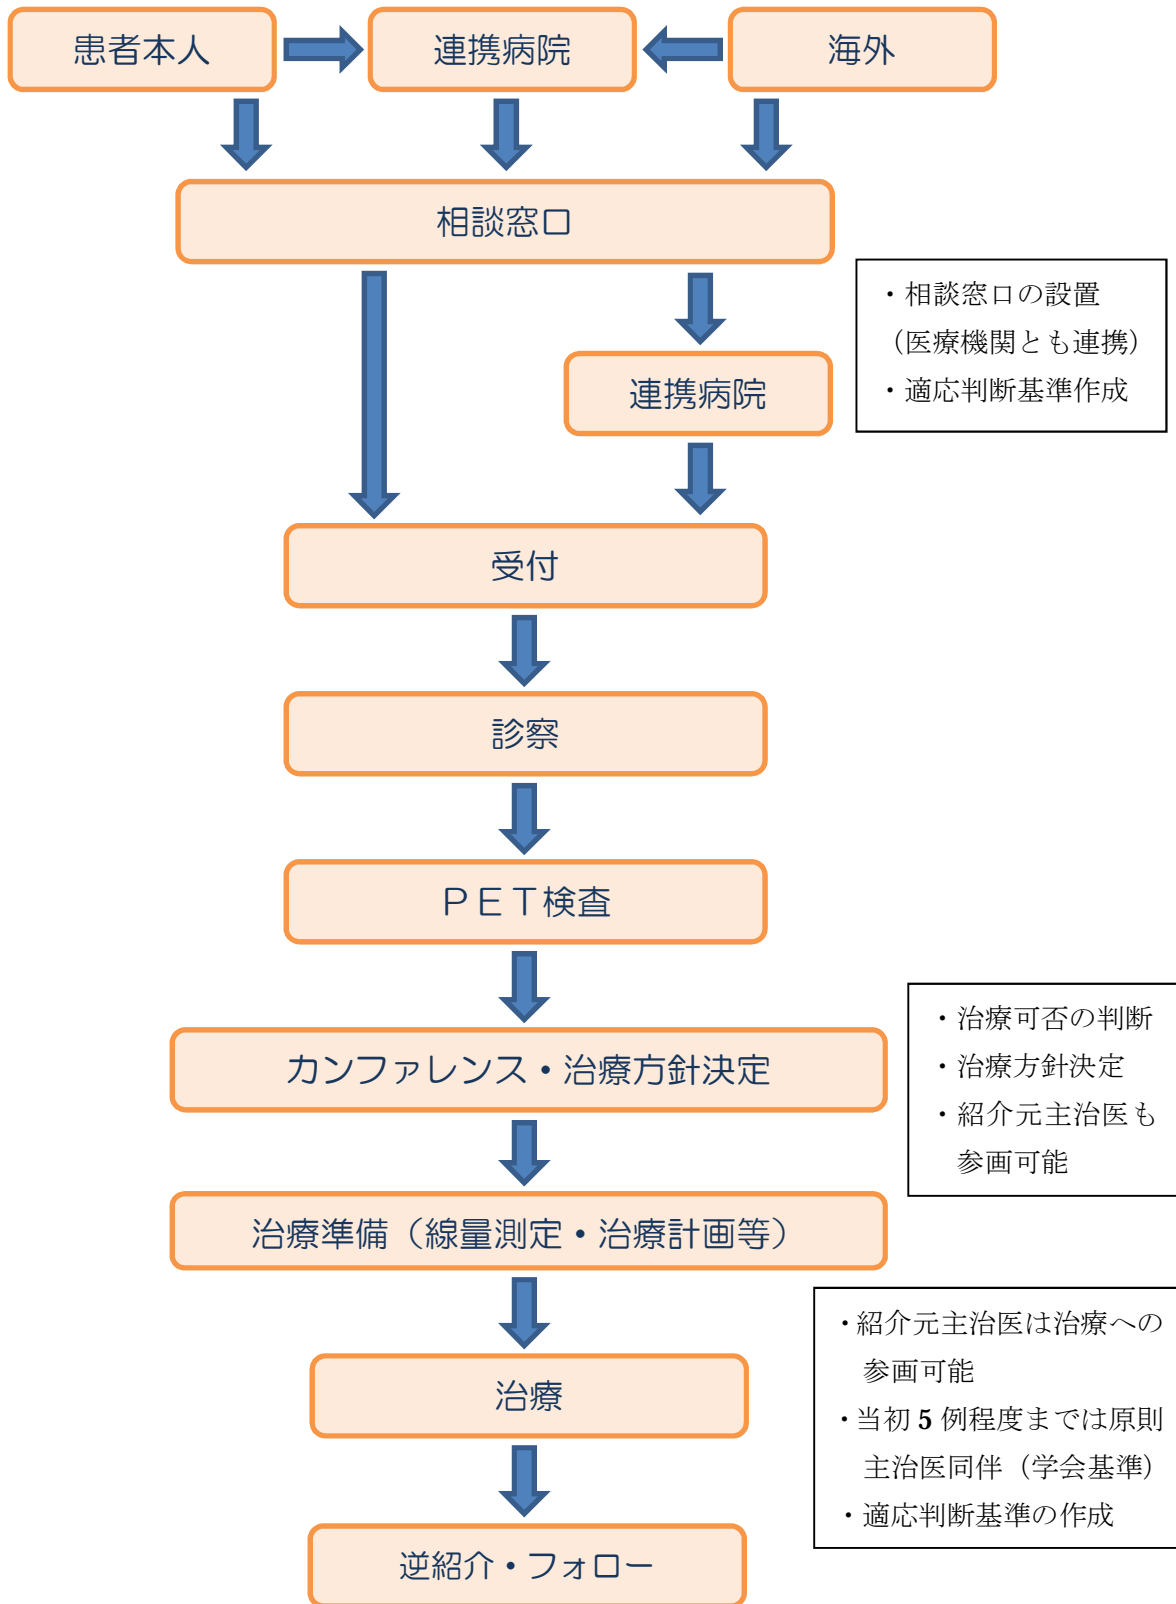 患者本人
連携病院
海外
相談窓口
・相談窓口の設置
（医療機関とも連携）
・適応判断基準作成
連携病院
受付
診察
ＰＥＴ検査
カンファレンス・治療方針決定
・治療可否の判断
・治療方針決定
・紹介元主治医も
参画可能
治療準備（線量測定・治療計画等）
・紹介元主治医は治療への
参画可能
・当初 5 例程度までは原則
主治医同伴（学会基準）
・適応判断基準の作成
治療
逆紹介・フォロー